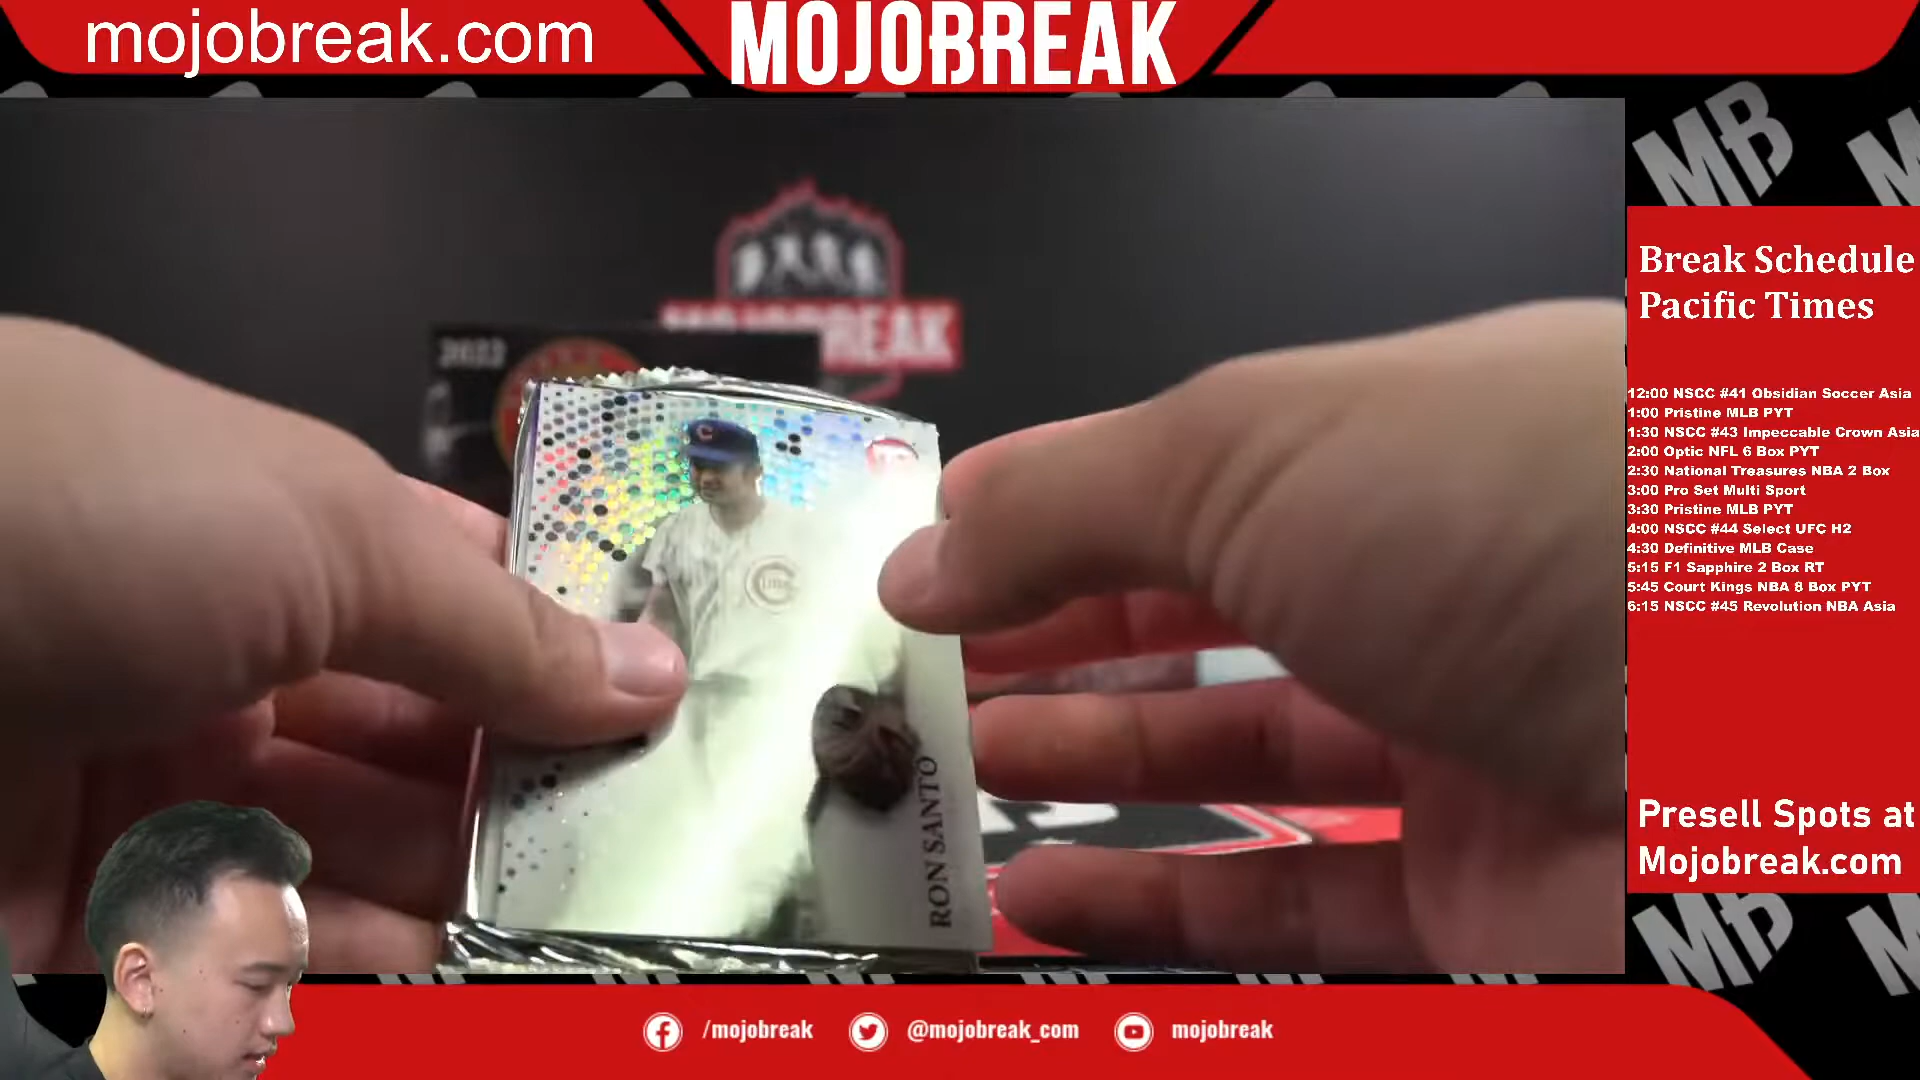 mojobreak.com
MOJOBREAK
MB
Break Schedule
Pacific Times
12:00 NSCC #41 Obsidian Soccer Asia
1:00 Pristine MLB PYT
1:30 NSCC #43 Impeccable Crown Asia
2:00 Optic NFL 6 Box PYT
2:30 National Treasures NBA 2 Box
3:00 Pro Set Multi Sport
3:30 Pristine MLB PYT
4:00 NSCC #44 Select UFC H2
4:30 Definitive MLB Case
5:15 F1 Sapphire 2 Box RT
5:45 Court Kings NBA 8 Box PYT
6:15 NSCC #45 Revolution NBA Asia
2022
MOJOBREAK
C
RON SANTO
Presell Spots at
Mojobreak.com
MB
/mojobreak
@mojobreak_com
mojobreak